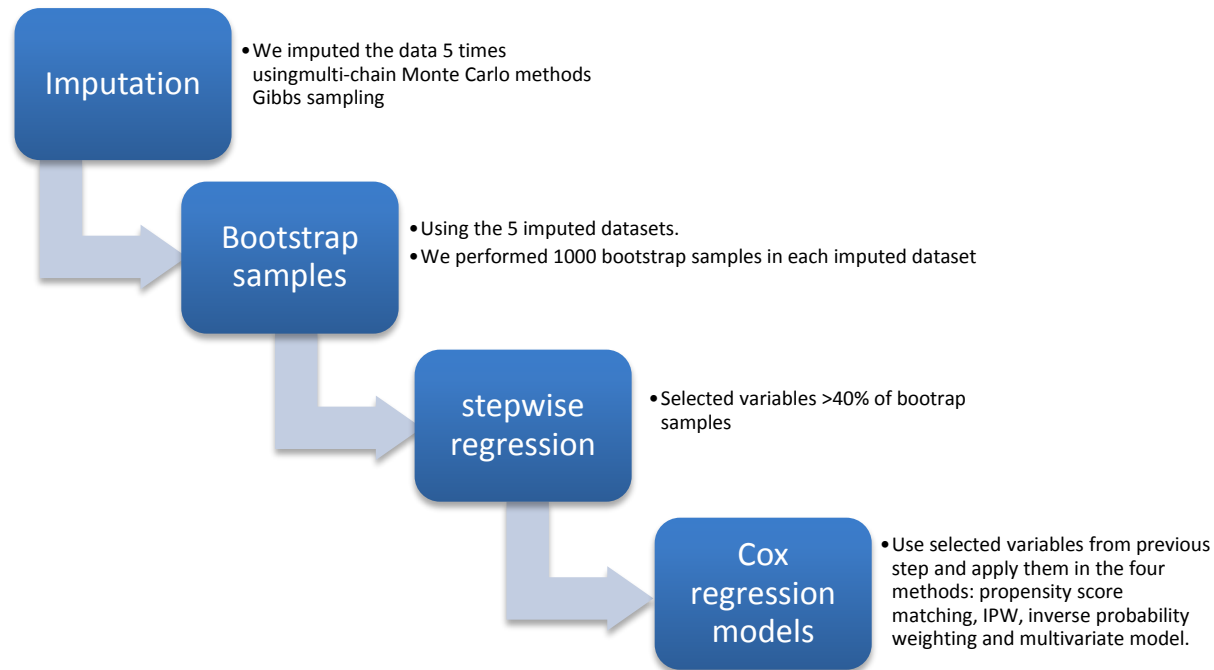 Imputation
•We imputed the data 5 times
usingmulti-chain Monte Carlo methods
Gibbs sampling
Bootstrap
samples
•Using the 5 imputed datasets.
•We performed 1000 bootstrap samples in each imputed dataset
stepwise
regression
•Selected variables >40% of bootrap
samples
Cox
regression
models
•Use selected variables from previous
step and apply them in the four
methods: propensity score
matching, IPW, inverse probability
weighting and multivariate model.